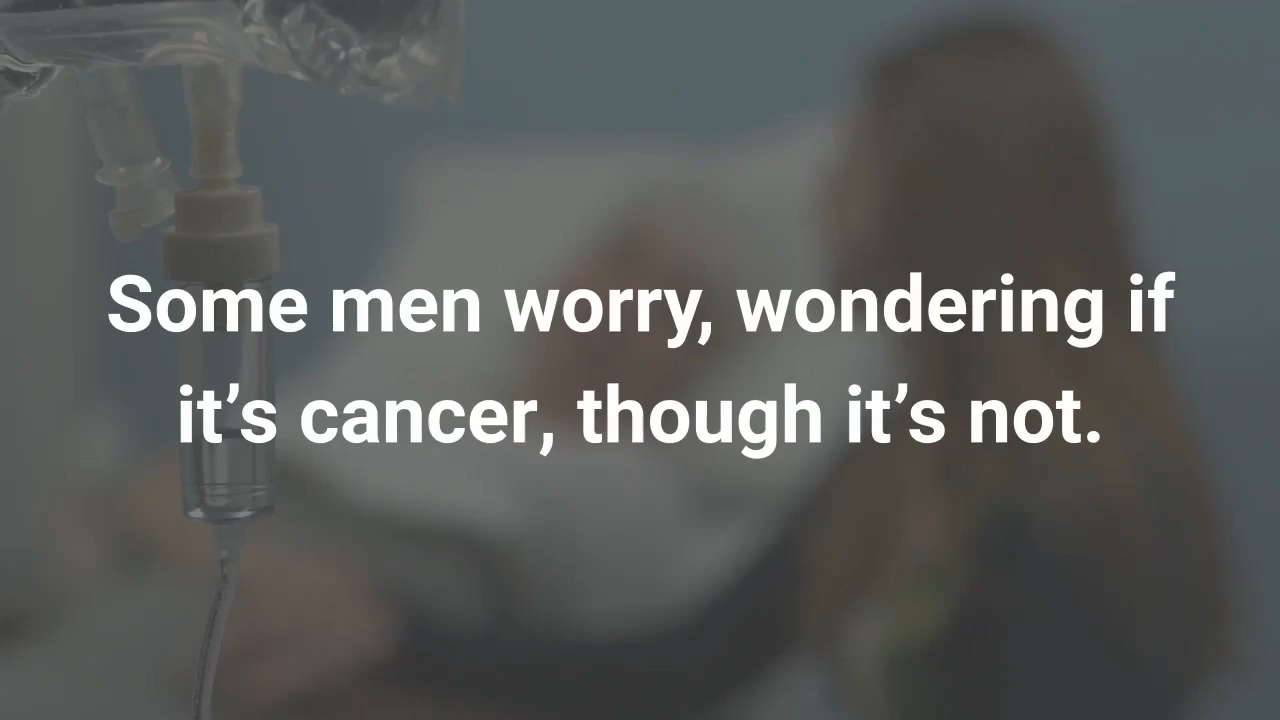 Some men worry, wondering if
it’s cancer, though it’s not.